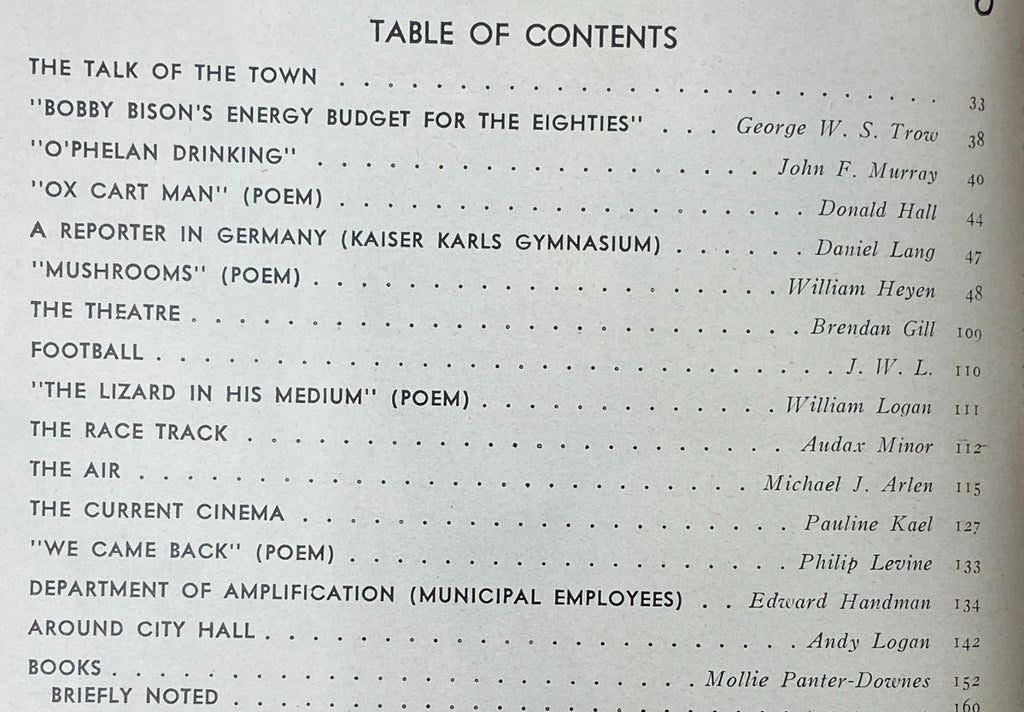 TABLE OF CONTENTS
THE TALK OF THE TOWN . . . . . . . . . . . . . . . . . . . . . . . . . 33
"BOBBY BISON'S ENERGY BUDGET FOR THE EIGHTIES" . . . George W. S. Trow 38
"O'PHELAN DRINKING" . . . . . . . . . . . . . . . . . . . John F. Murray 40
"OX CART MAN" (POEM) . . . . . . . . . . . . . . . . . . . . Donald Hall 44
A REPORTER IN GERMANY (KAISER KARLS GYMNASIUM) . . . . . . Daniel Lang 47
"MUSHROOMS" (POEM) . . . . . . . . . . . . . . . . . . . . William Heyen 48
THE THEATRE . . . . . . . . . . . . . . . . . . . . . . . . . Brendan Gill 109
FOOTBALL . . . . . . . . . . . . . . . . . . . . . . . . . . . . J. W. L. 110
"THE LIZARD IN HIS MEDIUM" (POEM) . . . . . . . . . . . . . William Logan 111
THE RACE TRACK . . . . . . . . . . . . . . . . . . . . . . . Audax Minor 112
THE AIR . . . . . . . . . . . . . . . . . . . . . . . . . Michael J. Arlen 115
THE CURRENT CINEMA . . . . . . . . . . . . . . . . . . . . . Pauline Kael 127
"WE CAME BACK" (POEM) . . . . . . . . . . . . . . . . . . . Philip Levine 133
DEPARTMENT OF AMPLIFICATION (MUNICIPAL EMPLOYEES) . . Edward Handman 134
AROUND CITY HALL . . . . . . . . . . . . . . . . . . . . . . . Andy Logan 142
BOOKS . . . . . . . . . . . . . . . . . . . . . . . . Mollie Panter-Downes 152
BRIEFLY NOTED . . . . . . . . . . . . . . . . . . . . . . . . . . . . 160